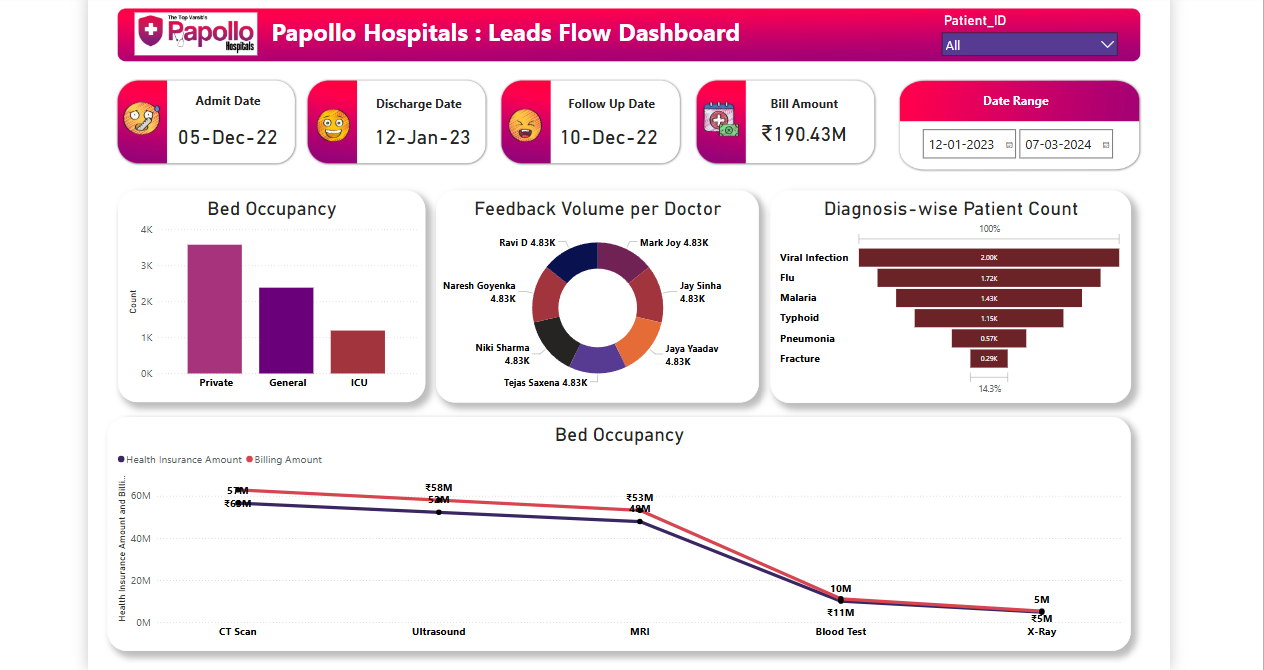 The Top Varsit's
Papollo
Hospitals
Papollo Hospitals : Leads Flow Dashboard
Patient_ID
All
Admit Date
05-Dec-22
Discharge Date
12-Jan-23
Follow Up Date
10-Dec-22
Bill Amount
₹190.43M
Date Range
12-01-2023
07-03-2024
Bed Occupancy
4K
3K
2K
1K
0K
Count
Private
General
ICU
Feedback Volume per Doctor
Ravi D 4.83K
Mark Joy 4.83K
Naresh Goyenka
4.83K
Jay Sinha
4.83K
Niki Sharma
4.83K
Jaya Yaadav
4.83K
Tejas Saxena 4.83K
Diagnosis-wise Patient Count
100%
Viral Infection 2.00K
Flu 1.72K
Malaria 1.43K
Typhoid 1.15K
Pneumonia 0.57K
Fracture 0.29K
14.3%
Bed Occupancy
Health Insurance Amount
Billing Amount
Health Insurance Amount and Billi...
60M
40M
20M
0M
57M
₹58M
52M
₹53M
48M
10M
₹11M
5M
₹5M
CT Scan
Ultrasound
MRI
Blood Test
X-Ray